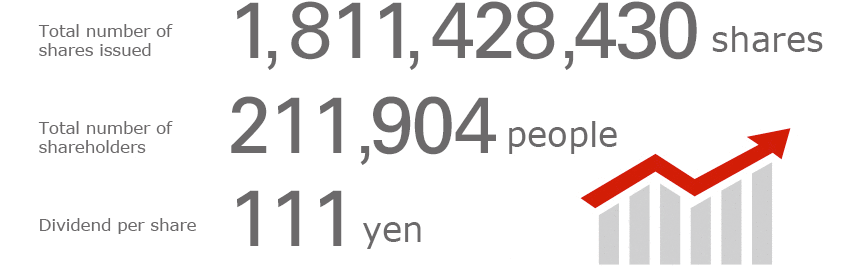 Total number of
shares issued
1,811,428,430 shares
Total number of
shareholders
211,904 people
Dividend per share
111 yen